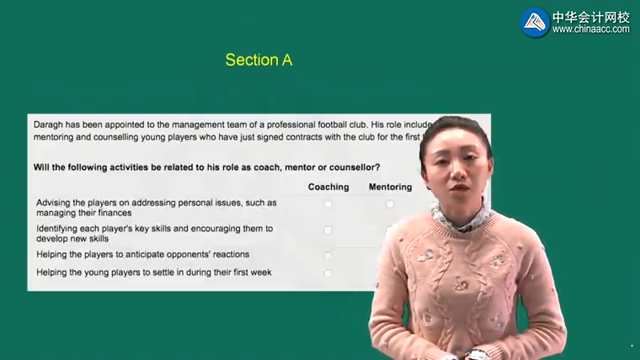 中华会计网校
www.chinaacc.com
Section A
Daragh has been appointed to the management team of a professional football club. His role include
mentoring and counselling young players who have just signed contracts with the club for the first
Will the following activities be related to his role as coach, mentor or counsellor?
Coaching Mentoring
Advising the players on addressing personal issues, such as
managing their finances
Identifying each player's key skills and encouraging them to
develop new skills
Helping the players to anticipate opponents' reactions
Helping the young players to settle in during their first week